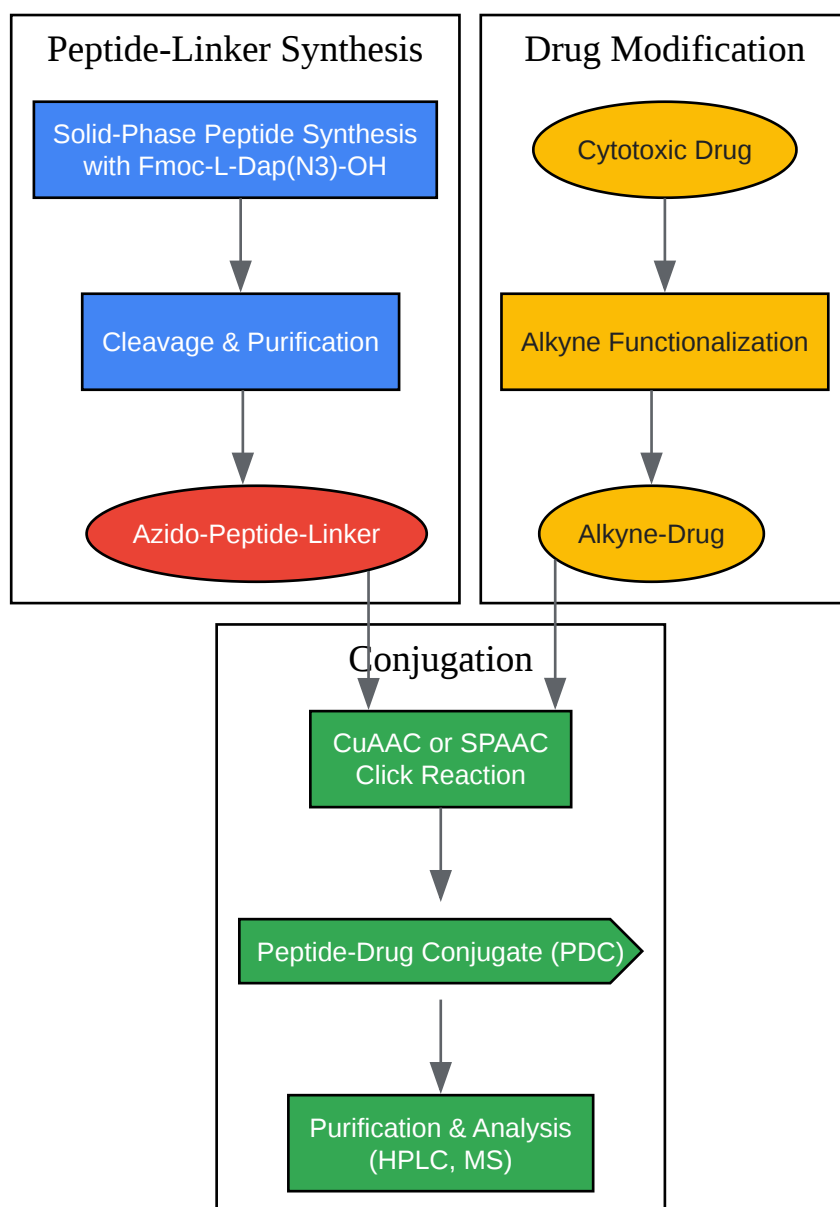 Peptide-Linker Synthesis
Solid-Phase Peptide Synthesis
with Fmoc-L-Dap(N3)-OH
Cleavage & Purification
Azido-Peptide-Linker
Drug Modification
Cytotoxic Drug
Alkyne Functionalization
Alkyne-Drug
Conjugation
CuAAC or SPAAC
Click Reaction
Peptide-Drug Conjugate (PDC)
Purification & Analysis
(HPLC, MS)